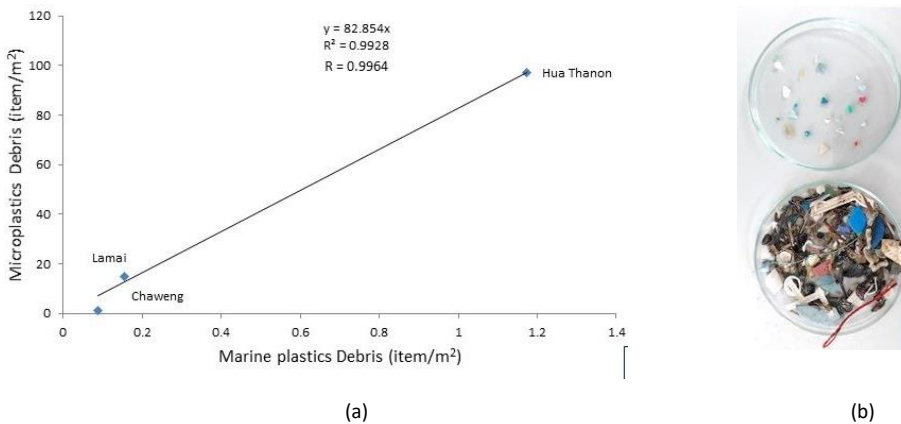 120
100
80
60
40
20
0
Microplastics Debris (item/m²)
y = 82.854x
R² = 0.9928
R = 0.9964
Hua Thanon
Lamai
Chaweng
0 0.2 0.4 0.6 0.8 1 1.2 1.4
Marine plastics Debris (item/m²)
(a) (b)